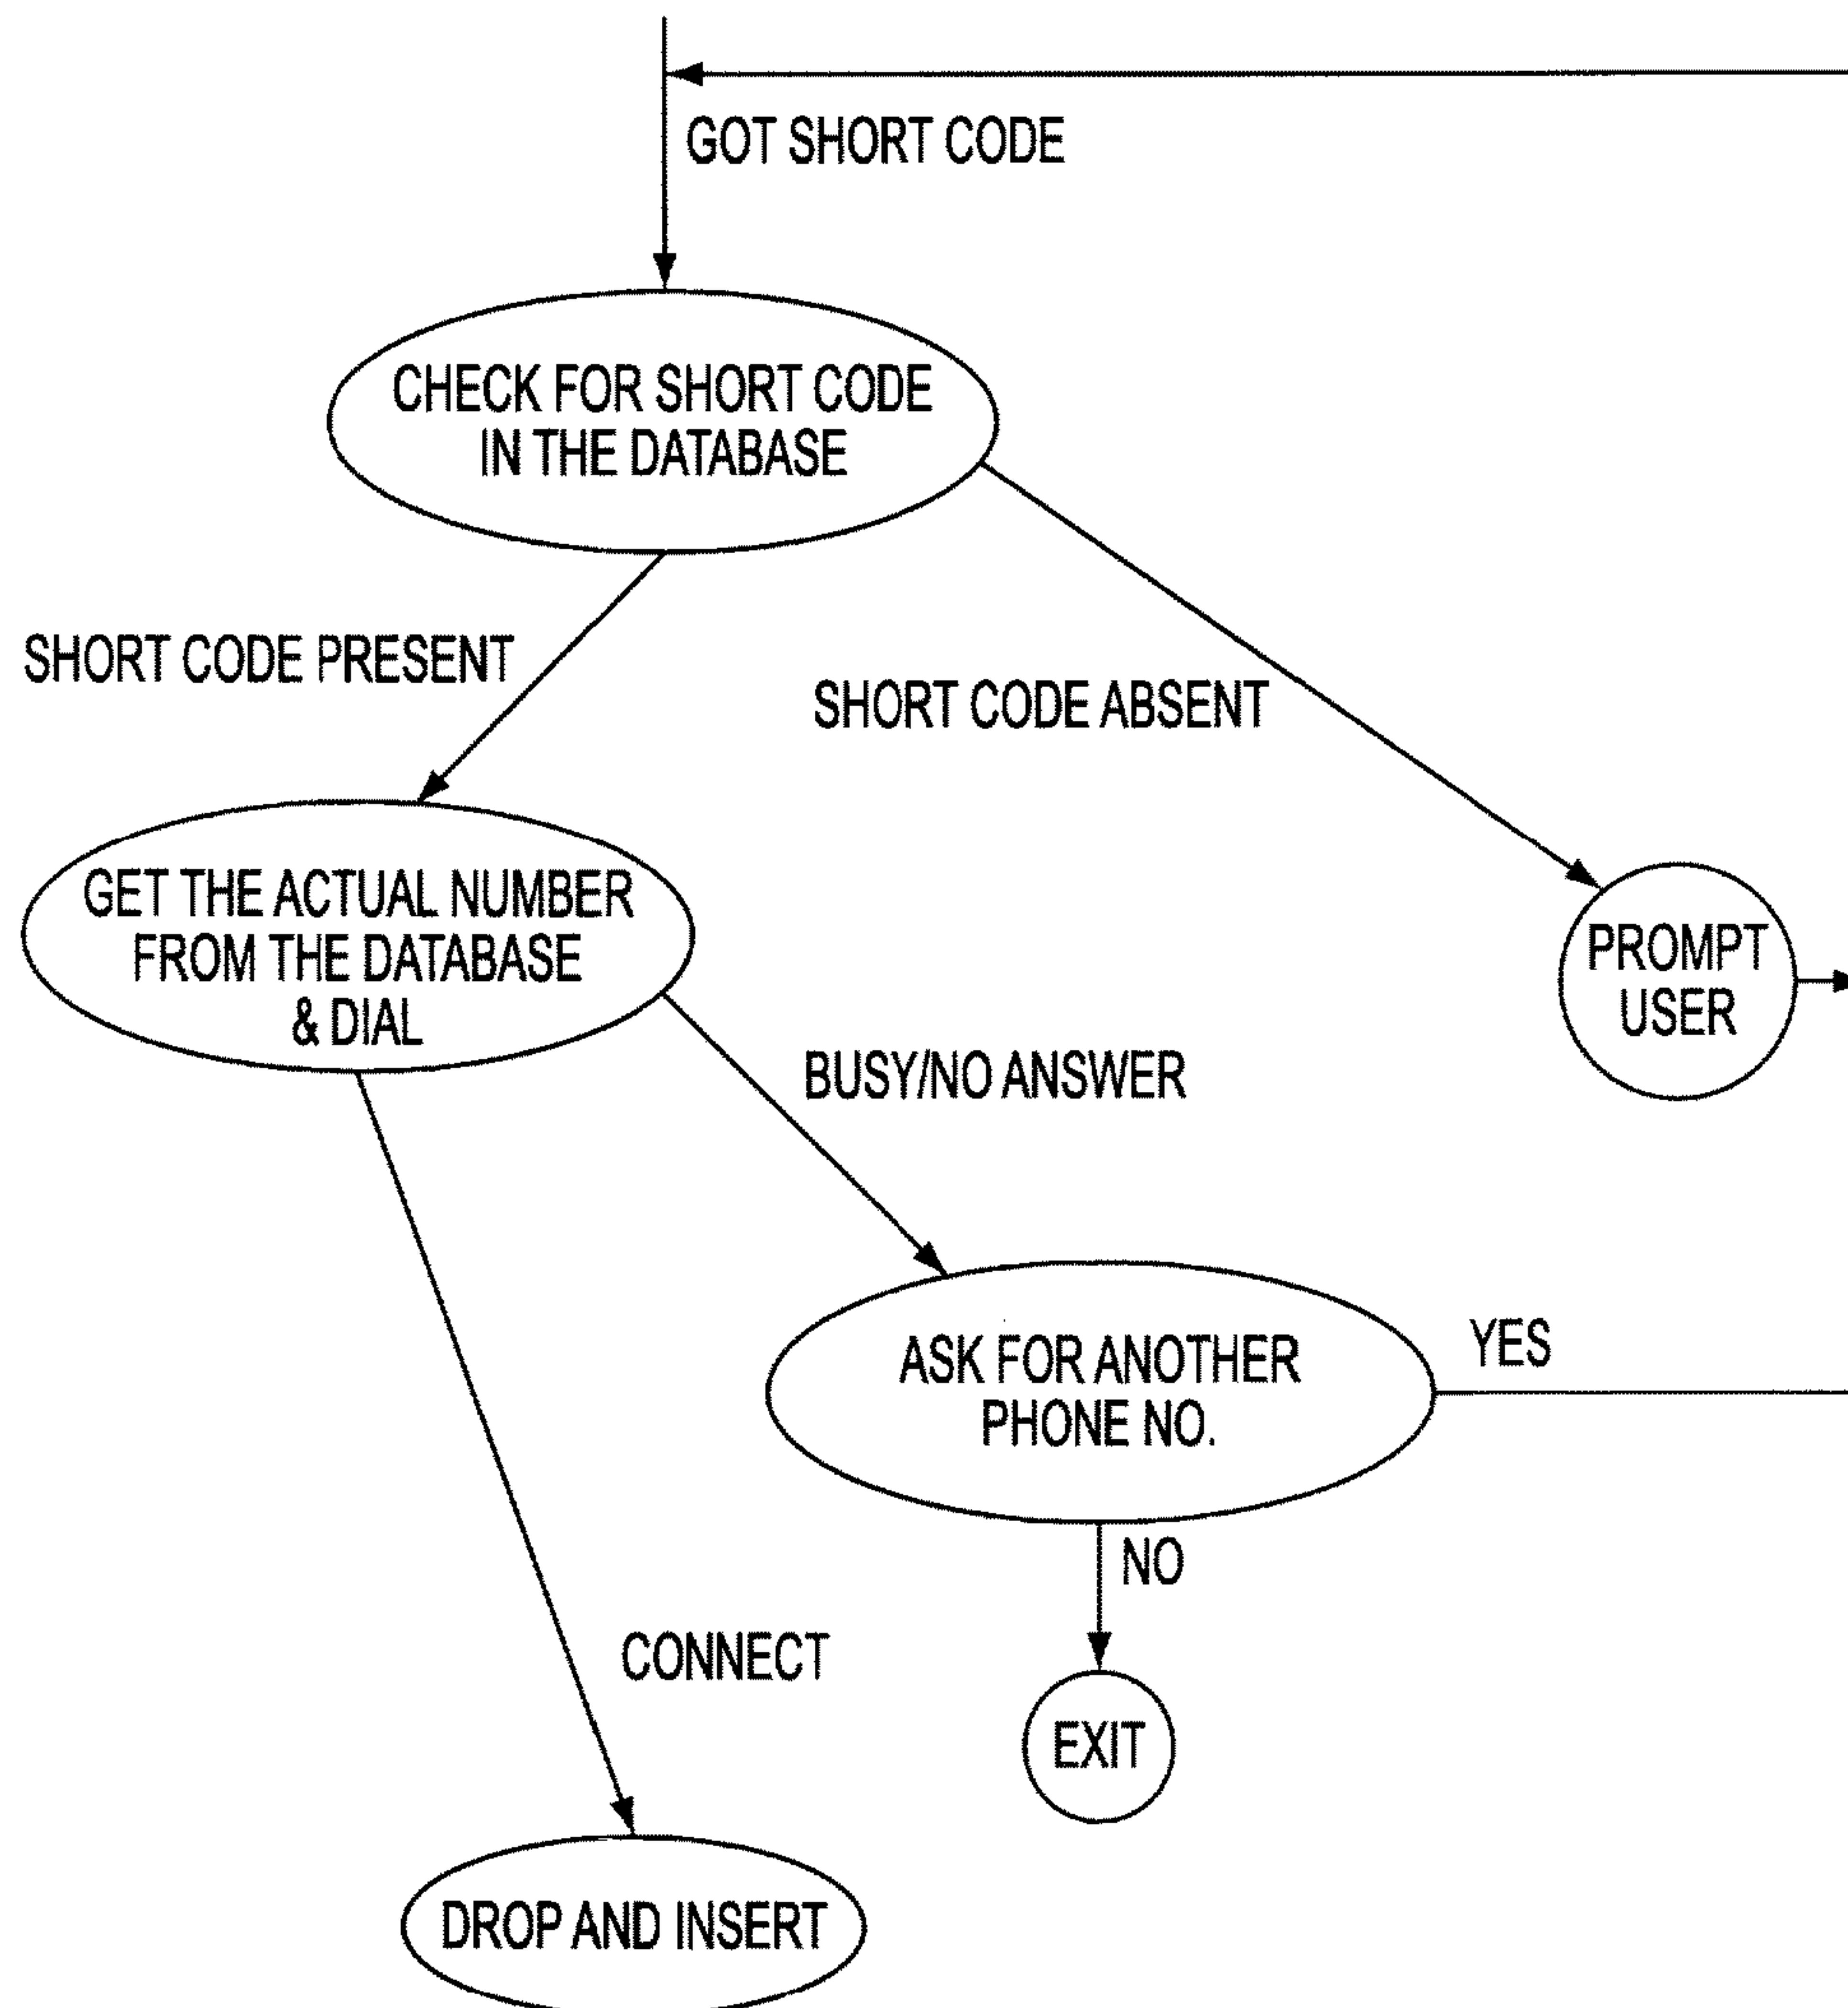 GOT SHORT CODE
CHECK FOR SHORT CODE
IN THE DATABASE
SHORT CODE PRESENT
SHORT CODE ABSENT
GET THE ACTUAL NUMBER
FROM THE DATABASE
& DIAL
PROMPT
USER
BUSY/NO ANSWER
ASK FOR ANOTHER
PHONE NO.
YES
NO
CONNECT
EXIT
DROP AND INSERT